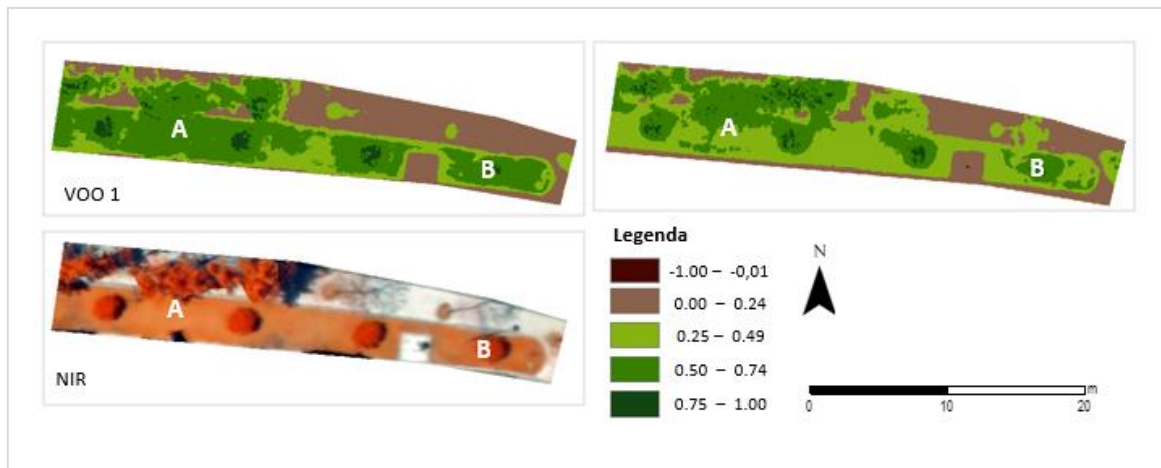 A
B
VOO 1
A
B
A
B
NIR
Legenda
-1.00 – -0,01
0.00 – 0.24
0.25 – 0.49
0.50 – 0.74
0.75 – 1.00
N
m
0 10 20